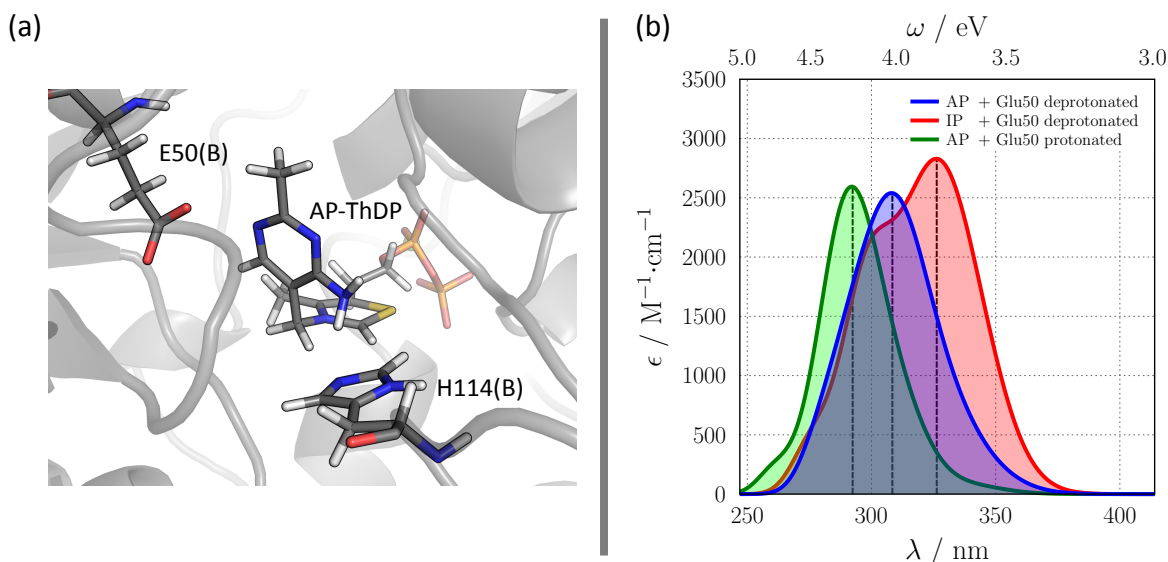 (a)
E50(B)
AP-ThDP
H114(B)
(b)
ω / eV
5.0 4.5 4.0 3.5 3.0
AP + Glu50 deprotonated
IP + Glu50 deprotonated
AP + Glu50 protonated
3500
3000
2500
2000
1500
1000
500
0
ϵ / M⁻¹·cm⁻¹
250 300 350 400
λ / nm